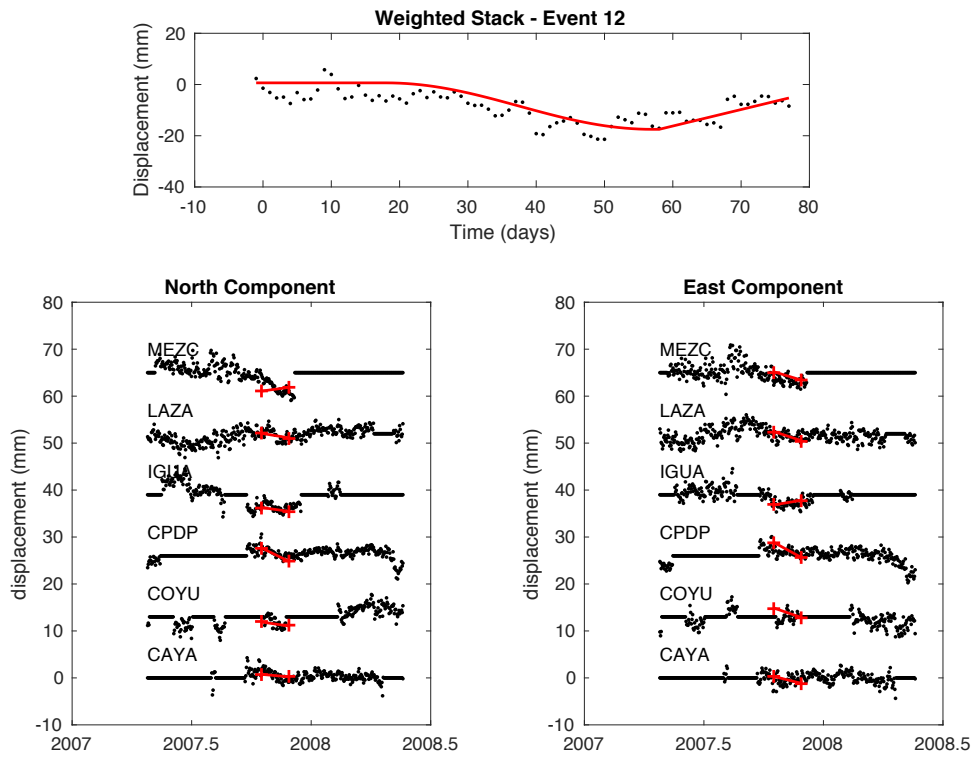 Weighted Stack - Event 12
Displacement (mm)
20
0
-20
-40
-10
0
10
20
30
40
50
60
70
80
Time (days)
North Component
displacement (mm)
80
70
60
50
40
30
20
10
0
-10
MEZC
LAZA
IGUA
CPDP
COYU
CAYA
2007
2007.5
2008
2008.5
East Component
displacement (mm)
80
70
60
50
40
30
20
10
0
-10
MEZC
LAZA
IGUA
CPDP
COYU
CAYA
2007
2007.5
2008
2008.5